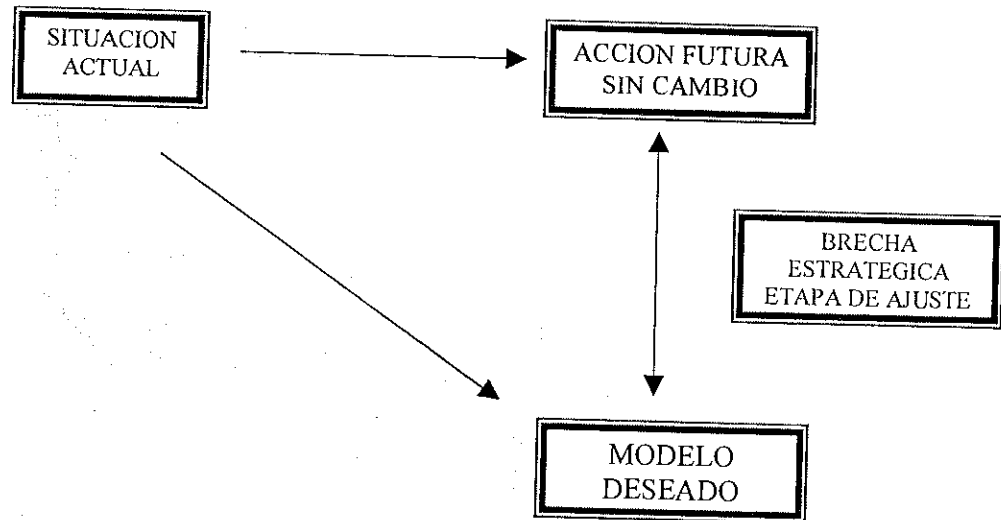 SITUACION
ACTUAL
ACCION FUTURA
SIN CAMBIO
BRECHA
ESTRATEGICA
ETAPA DE AJUSTE
MODELO
DESEADO